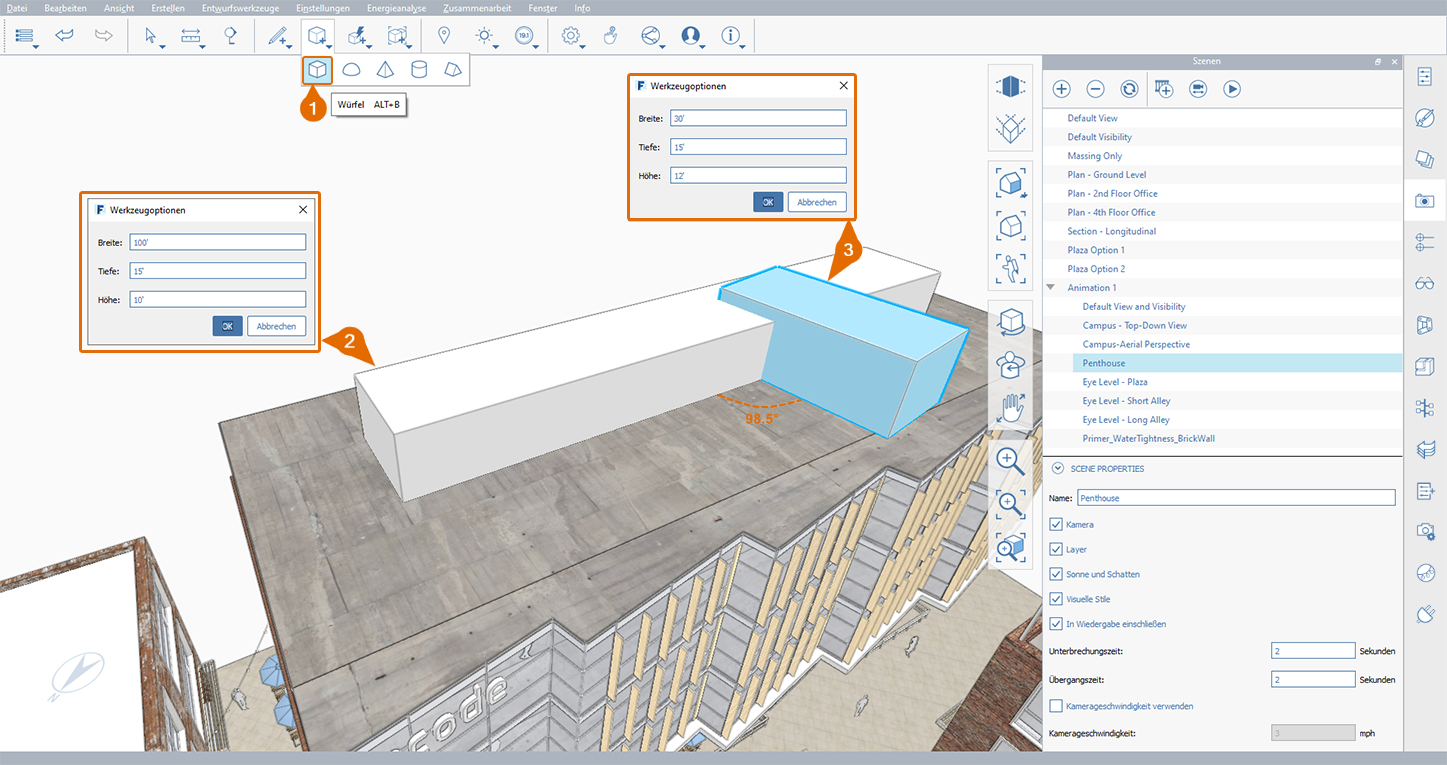 Datei Bearbeiten Ansicht Erstellen Entwurfswerkzeuge Einstellungen Energieanalyse Zusammenarbeit Fenster Info
19.1
1
Würfel ALT+B
F Werkzeugoptionen
Breite: 30'
Tiefe: 15'
Höhe: 12'
OK Abbrechen
3
F Werkzeugoptionen
Breite: 100'
Tiefe: 15'
Höhe: 10'
OK Abbrechen
2
98.5°
code
N
Szenen
Default View
Default Visibility
Massing Only
Plan - Ground Level
Plan - 2nd Floor Office
Plan - 4th Floor Office
Section - Longitudinal
Plaza Option 1
Plaza Option 2
Animation 1
Default View and Visibility
Campus - Top-Down View
Campus-Aerial Perspective
Penthouse
Eye Level - Plaza
Eye Level - Short Alley
Eye Level - Long Alley
Primer_WaterTightness_BrickWall
SCENE PROPERTIES
Name: Penthouse
Kamera
Layer
Sonne und Schatten
Visuelle Stile
In Wiedergabe einschließen
Unterbrechungszeit: 2 Sekunden
Übergangszeit: 2 Sekunden
Kamerageschwindigkeit verwenden
Kamerageschwindigkeit: 3 mph